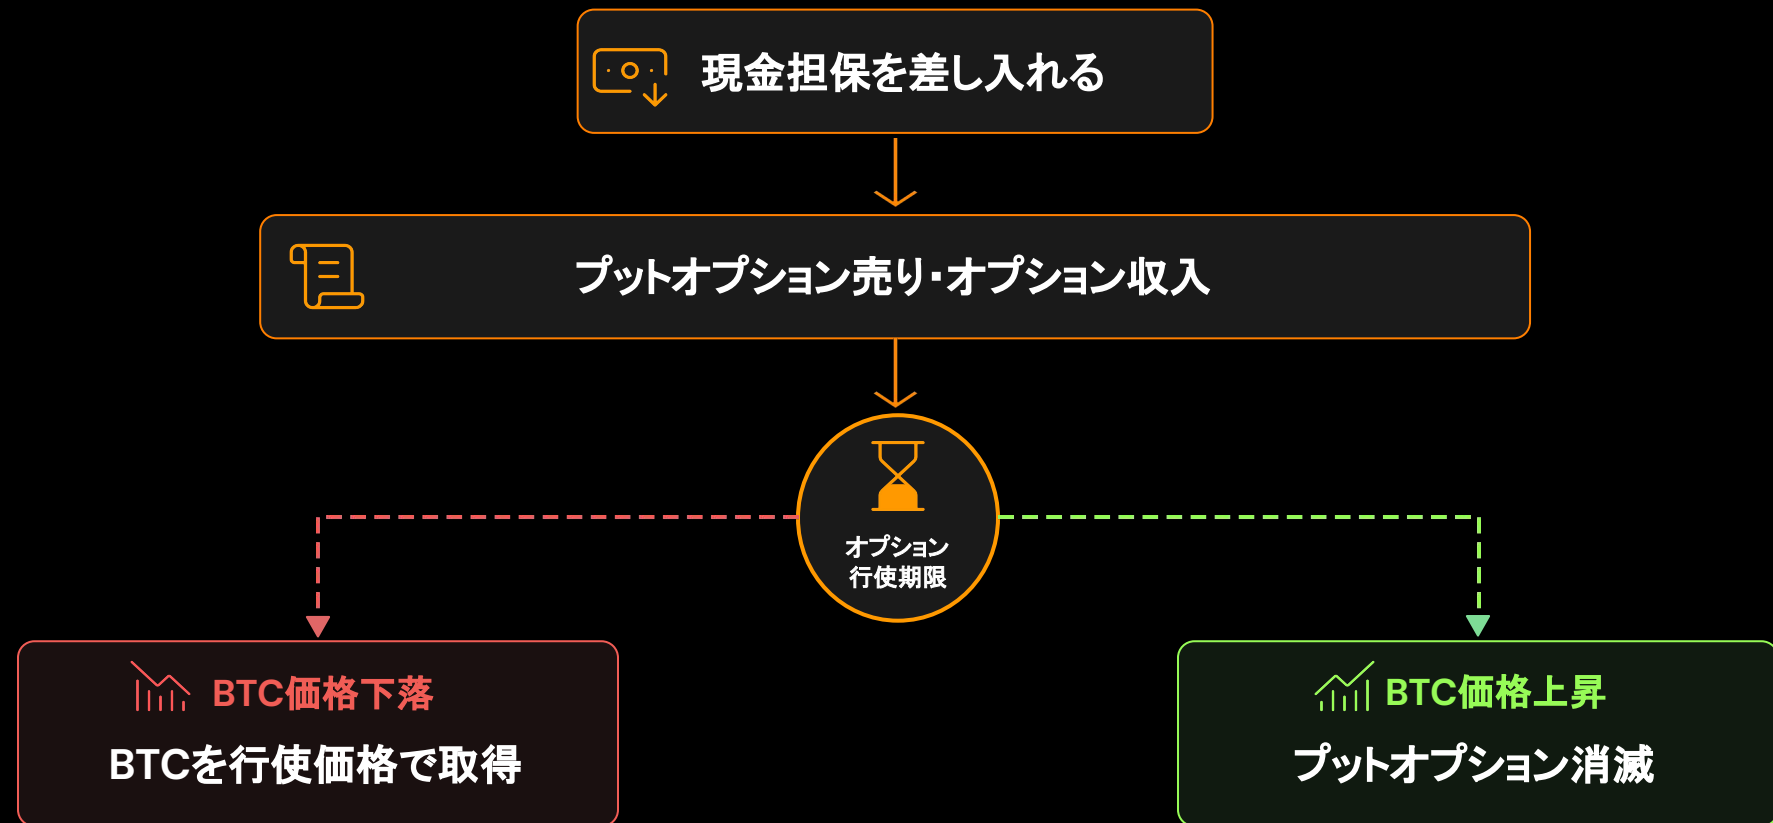 現金担保を差し入れる
プットオプション売り・オプション収入
オプション
行使期限
BTC価格下落
BTCを行使価格で取得
BTC価格上昇
プットオプション消滅